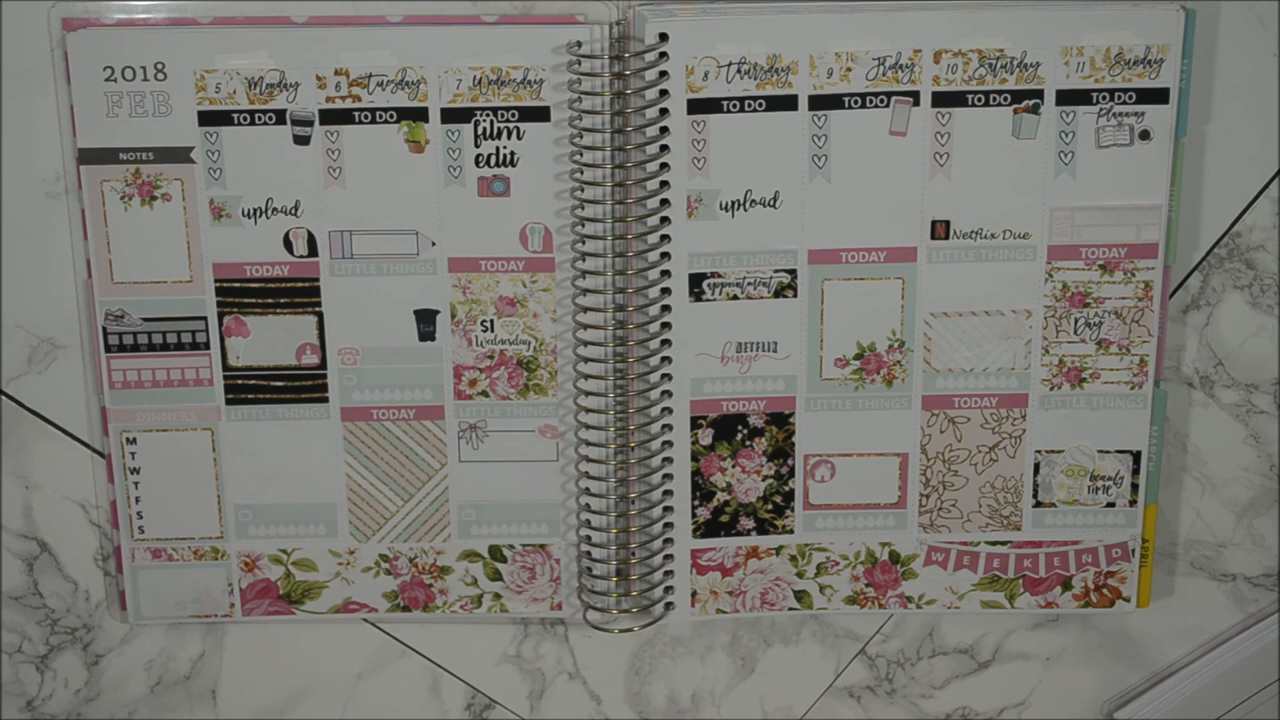 2018
FEB
NOTES
M T W T F S S
M T W T F S S
DINNERS
M
T
W
T
F
S
S
5 Monday
TO DO
upload
TODAY
LITTLE THINGS
6 Tuesday
TO DO
LITTLE THINGS
TODAY
7 Wednesday
TO DO
film
edit
TODAY
$1
Wednesday
LITTLE THINGS
8 Thursday
TO DO
upload
LITTLE THINGS
appointment
NETFLIX
binge
TODAY
9 Friday
TO DO
TODAY
LITTLE THINGS
10 Saturday
TO DO
N Netflix Due
LITTLE THINGS
TODAY
11 Sunday
TO DO
Planning
TODAY
LAZY
Day
LITTLE THINGS
beauty
TIME
WEEKEND
MARCH
APRIL